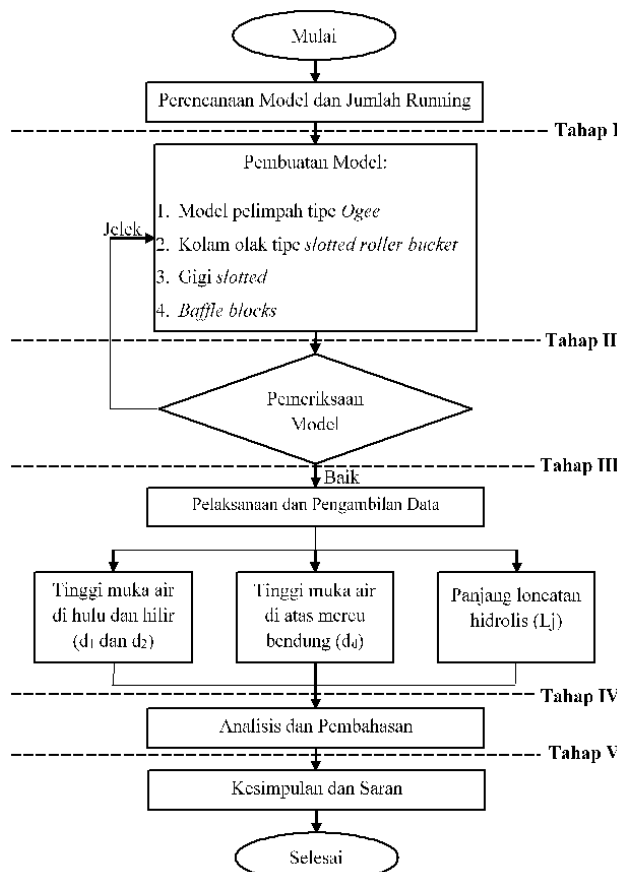 Mulai
Perencanaan Model dan Jumlah Running
Tahap I
Pembuatan Model:
1. Model pelimpah tipe Ogee
Jelek
2. Kolam olak tipe slotted roller bucket
3. Gigi slotted
4. Baffle blocks
Tahap II
Pemeriksaan
Model
Tahap III
Baik
Pelaksanaan dan Pengambilan Data
Tinggi muka air
di hulu dan hilir
(d₁ dan d₂)
Tinggi muka air
di atas mercu
bendung (d_d)
Panjang loncatan
hidrolis (Lj)
Tahap IV
Analisis dan Pembahasan
Tahap V
Kesimpulan dan Saran
Selesai